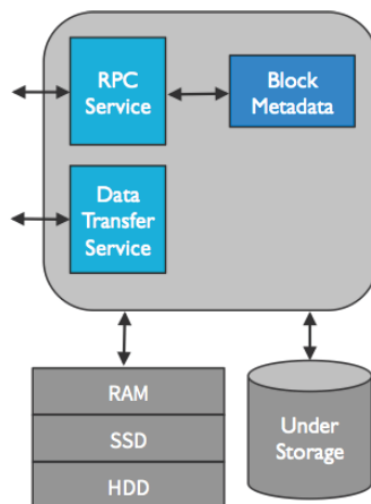 RPC
Service
Block
Metadata
Data
Transfer
Service
RAM
SSD
HDD
Under
Storage